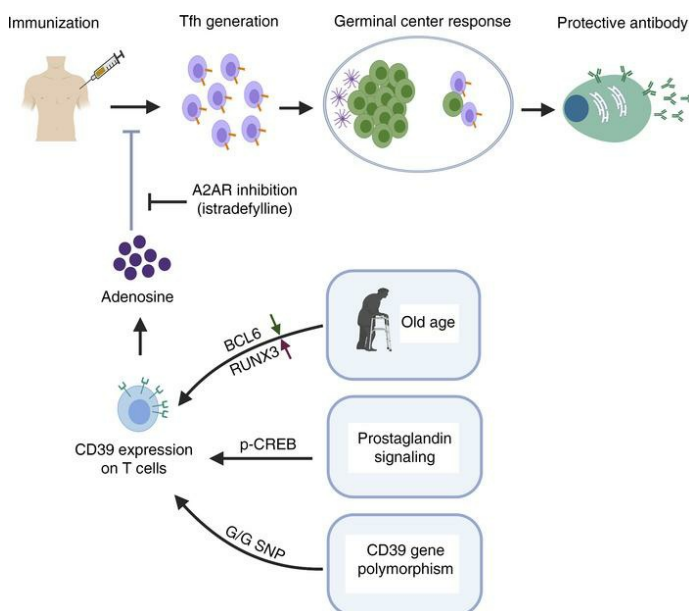 Immunization
Tfh generation
Germinal center response
Protective antibody
A2AR inhibition
(istradefylline)
Adenosine
BCL6
RUNX3
Old age
CD39 expression
on T cells
p-CREB
Prostaglandin
signaling
G/G SNP
CD39 gene
polymorphism